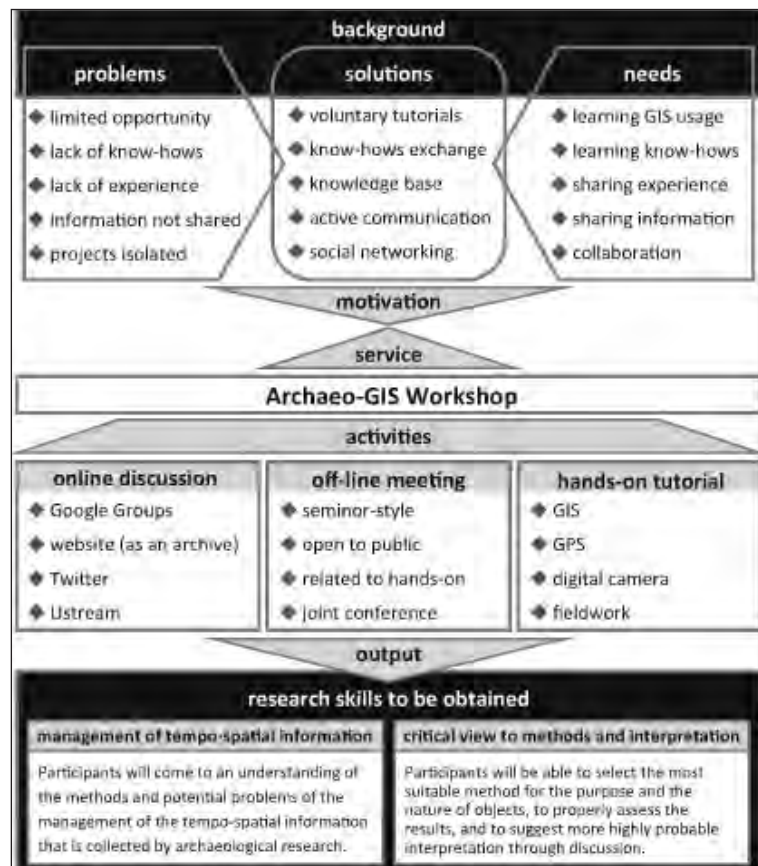 background
problems
limited opportunity
lack of know-hows
lack of experience
information not shared
projects isolated
solutions
voluntary tutorials
know-hows exchange
knowledge base
active communication
social networking
needs
learning GIS usage
learning know-hows
sharing experience
sharing information
collaboration
motivation
service
Archaeo-GIS Workshop
activities
online discussion
Google Groups
website (as an archive)
Twitter
Ustream
off-line meeting
seminor-style
open to public
related to hands-on
joint conference
hands-on tutorial
GIS
GPS
digital camera
fieldwork
output
research skills to be obtained
management of tempo-spatial information
Participants will come to an understanding of
the methods and potential problems of the
management of the tempo-spatial information
that is collected by archaeological research.
critical view to methods and interpretation
Participants will be able to select the most
suitable method for the purpose and the
nature of objects, to properly assess the
results, and to suggest more highly probable
interpretation through discussion.